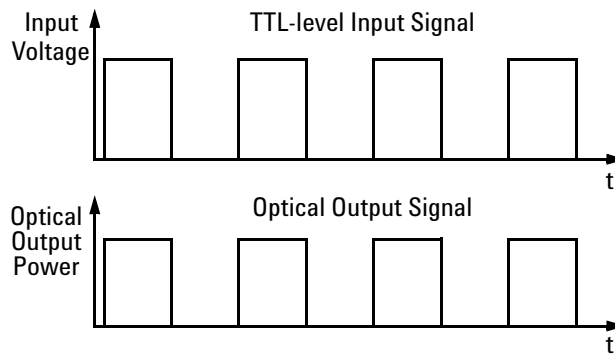 Input
Voltage
TTL-level Input Signal
t
Optical
Output
Power
Optical Output Signal
t